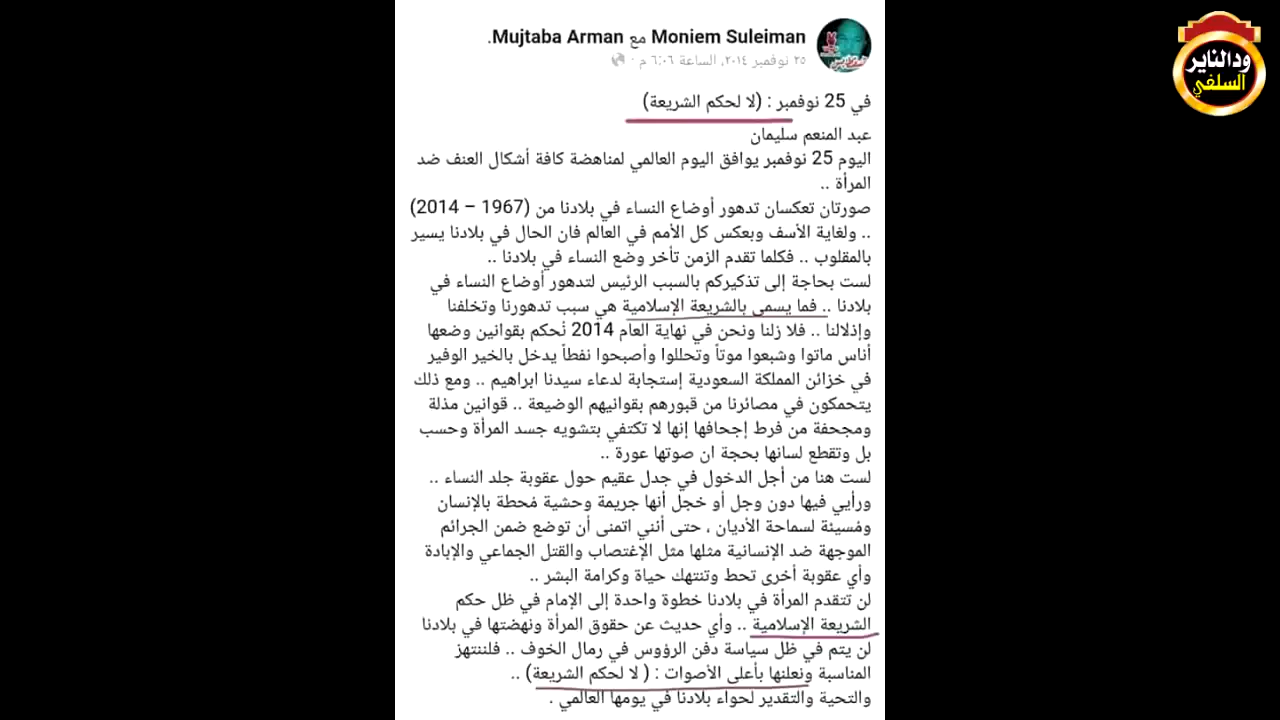 Moniem Suleiman مع Mujtaba Arman.
٢٥ نوفمبر ٢٠١٤، الساعة ٦:٠٦ م ·
ودالناير
السلفي
في 25 نوفمبر : (لا لحكم الشريعة)
عبد المنعم سليمان
اليوم 25 نوفمبر يوافق اليوم العالمي لمناهضة كافة أشكال العنف ضد
المرأة ..
صورتان تعكسان تدهور أوضاع النساء في بلادنا من (1967 – 2014)
.. ولغاية الأسف وبعكس كل الأمم في العالم فان الحال في بلادنا يسير
بالمقلوب .. فكلما تقدم الزمن تأخر وضع النساء في بلادنا ..
لست بحاجة إلى تذكيركم بالسبب الرئيس لتدهور أوضاع النساء في
بلادنا .. فما يسمى بالشريعة الإسلامية هي سبب تدهورنا وتخلفنا
وإذلالنا .. فلا زلنا ونحن في نهاية العام 2014 نُحكم بقوانين وضعها
أناس ماتوا وشبعوا موتاً وتحللوا وأصبحوا نفطاً يدخل بالخير الوفير
في خزائن المملكة السعودية إستجابة لدعاء سيدنا ابراهيم .. ومع ذلك
يتحمكون في مصائرنا من قبورهم بقوانيهم الوضيعة .. قوانين مذلة
ومجحفة من فرط إجحافها إنها لا تكتفي بتشويه جسد المرأة وحسب
بل وتقطع لسانها بحجة ان صوتها عورة ..
لست هنا من أجل الدخول في جدل عقيم حول عقوبة جلد النساء ..
ورأيي فيها دون وجل أو خجل أنها جريمة وحشية مُحطة بالإنسان
ومُسيئة لسماحة الأديان ، حتى أنني اتمنى أن توضع ضمن الجرائم
الموجهة ضد الإنسانية مثلها مثل الإغتصاب والقتل الجماعي والإبادة
وأي عقوبة أخرى تحط وتنتهك حياة وكرامة البشر ..
لن تتقدم المرأة في بلادنا خطوة واحدة إلى الإمام في ظل حكم
الشريعة الإسلامية .. وأي حديث عن حقوق المرأة ونهضتها في بلادنا
لن يتم في ظل سياسة دفن الرؤوس في رمال الخوف .. فلننتهز
المناسبة ونعلنها بأعلى الأصوات : ( لا لحكم الشريعة) ..
والتحية والتقدير لحواء بلادنا في يومها العالمي .